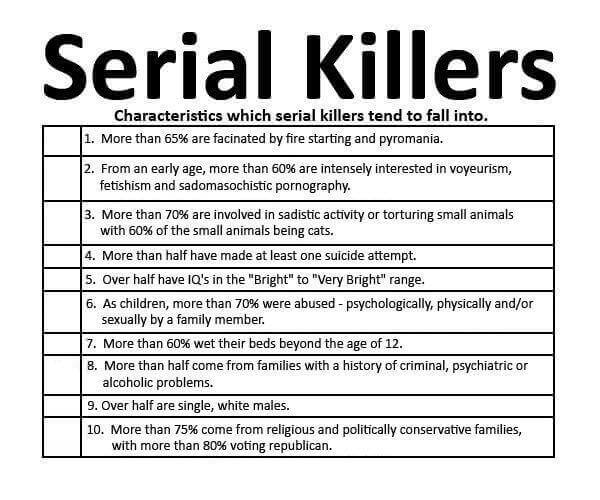 Serial Killers
Characteristics which serial killers tend to fall into.
1. More than 65% are facinated by fire starting and pyromania.
2. From an early age, more than 60% are intensely interested in voyeurism,
fetishism and sadomasochistic pornography.
3. More than 70% are involved in sadistic activity or torturing small animals
with 60% of the small animals being cats.
4. More than half have made at least one suicide attempt.
5. Over half have IQ's in the "Bright" to "Very Bright" range.
6. As children, more than 70% were abused - psychologically, physically and/or
sexually by a family member.
7. More than 60% wet their beds beyond the age of 12.
8. More than half come from families with a history of criminal, psychiatric or
alcoholic problems.
9. Over half are single, white males.
10. More than 75% come from religious and politically conservative families,
with more than 80% voting republican.